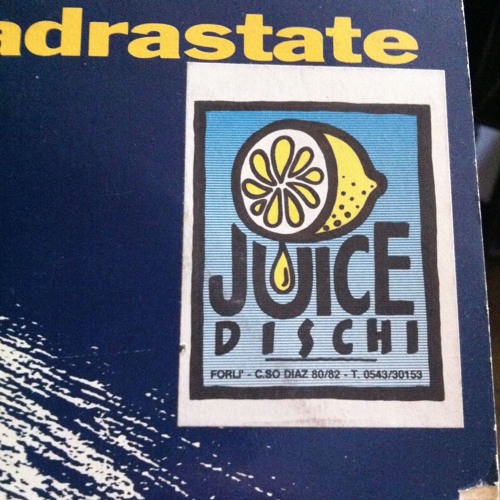 adrastate
JUICE
DISCHI
FORLI' - C.SO DIAZ 80/82 - T. 0543/30153